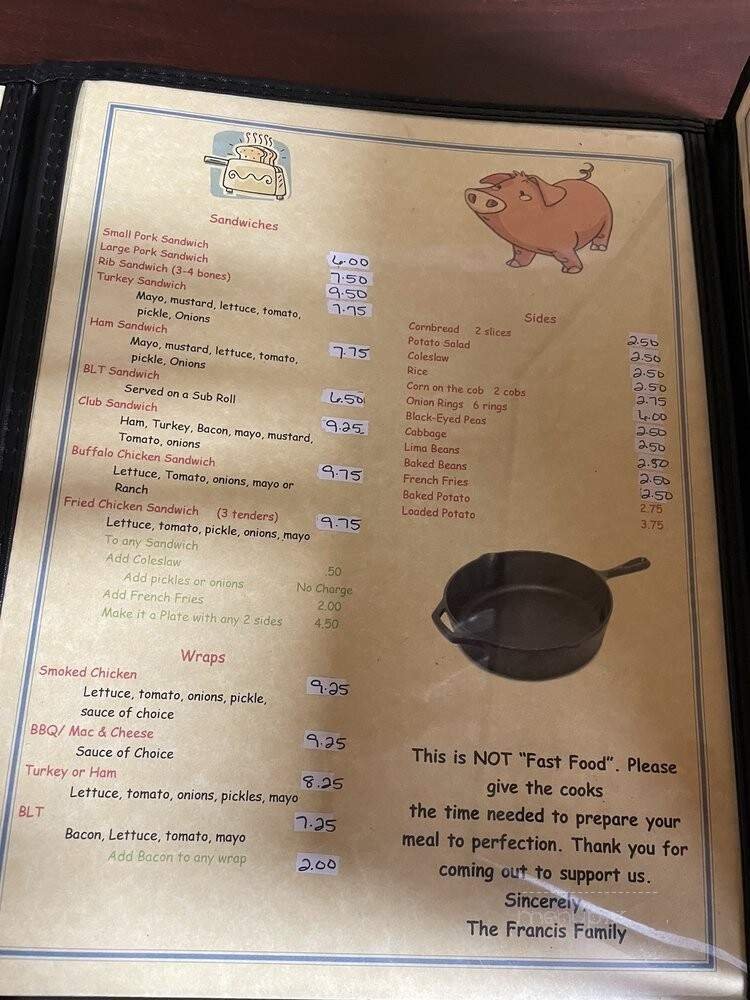 Sandwiches
Small Pork Sandwich 6.00
Large Pork Sandwich 7.50
Rib Sandwich (3-4 bones) 9.50
Turkey Sandwich 7.75
Mayo, mustard, lettuce, tomato,
pickle, Onions
Ham Sandwich 7.75
Mayo, mustard, lettuce, tomato,
pickle, Onions
BLT Sandwich 6.50
Served on a Sub Roll
Club Sandwich 9.25
Ham, Turkey, Bacon, mayo, mustard,
Tomato, onions
Buffalo Chicken Sandwich 9.75
Lettuce, Tomato, onions, mayo or
Ranch
Fried Chicken Sandwich (3 tenders) 9.75
Lettuce, tomato, pickle, onions, mayo
To any Sandwich
Add Coleslaw .50
Add pickles or onions No Charge
Add French Fries 2.00
Make it a Plate with any 2 sides 4.50
Wraps
Smoked Chicken 9.25
Lettuce, tomato, onions, pickle,
sauce of choice
BBQ/ Mac & Cheese 9.25
Sauce of Choice
Turkey or Ham 8.25
Lettuce, tomato, onions, pickles, mayo
BLT 7.25
Bacon, Lettuce, tomato, mayo
Add Bacon to any wrap 2.00
Sides
Cornbread 2 slices 2.50
Potato Salad 2.50
Coleslaw 2.50
Rice 2.50
Corn on the cob 2 cobs 2.75
Onion Rings 6 rings 6.00
Black-Eyed Peas 2.50
Cabbage 2.50
Lima Beans 2.50
Baked Beans 2.50
French Fries 2.50
Baked Potato 2.75
Loaded Potato 3.75
This is NOT "Fast Food". Please
give the cooks
the time needed to prepare your
meal to perfection. Thank you for
coming out to support us.
Sincerely,
The Francis Family